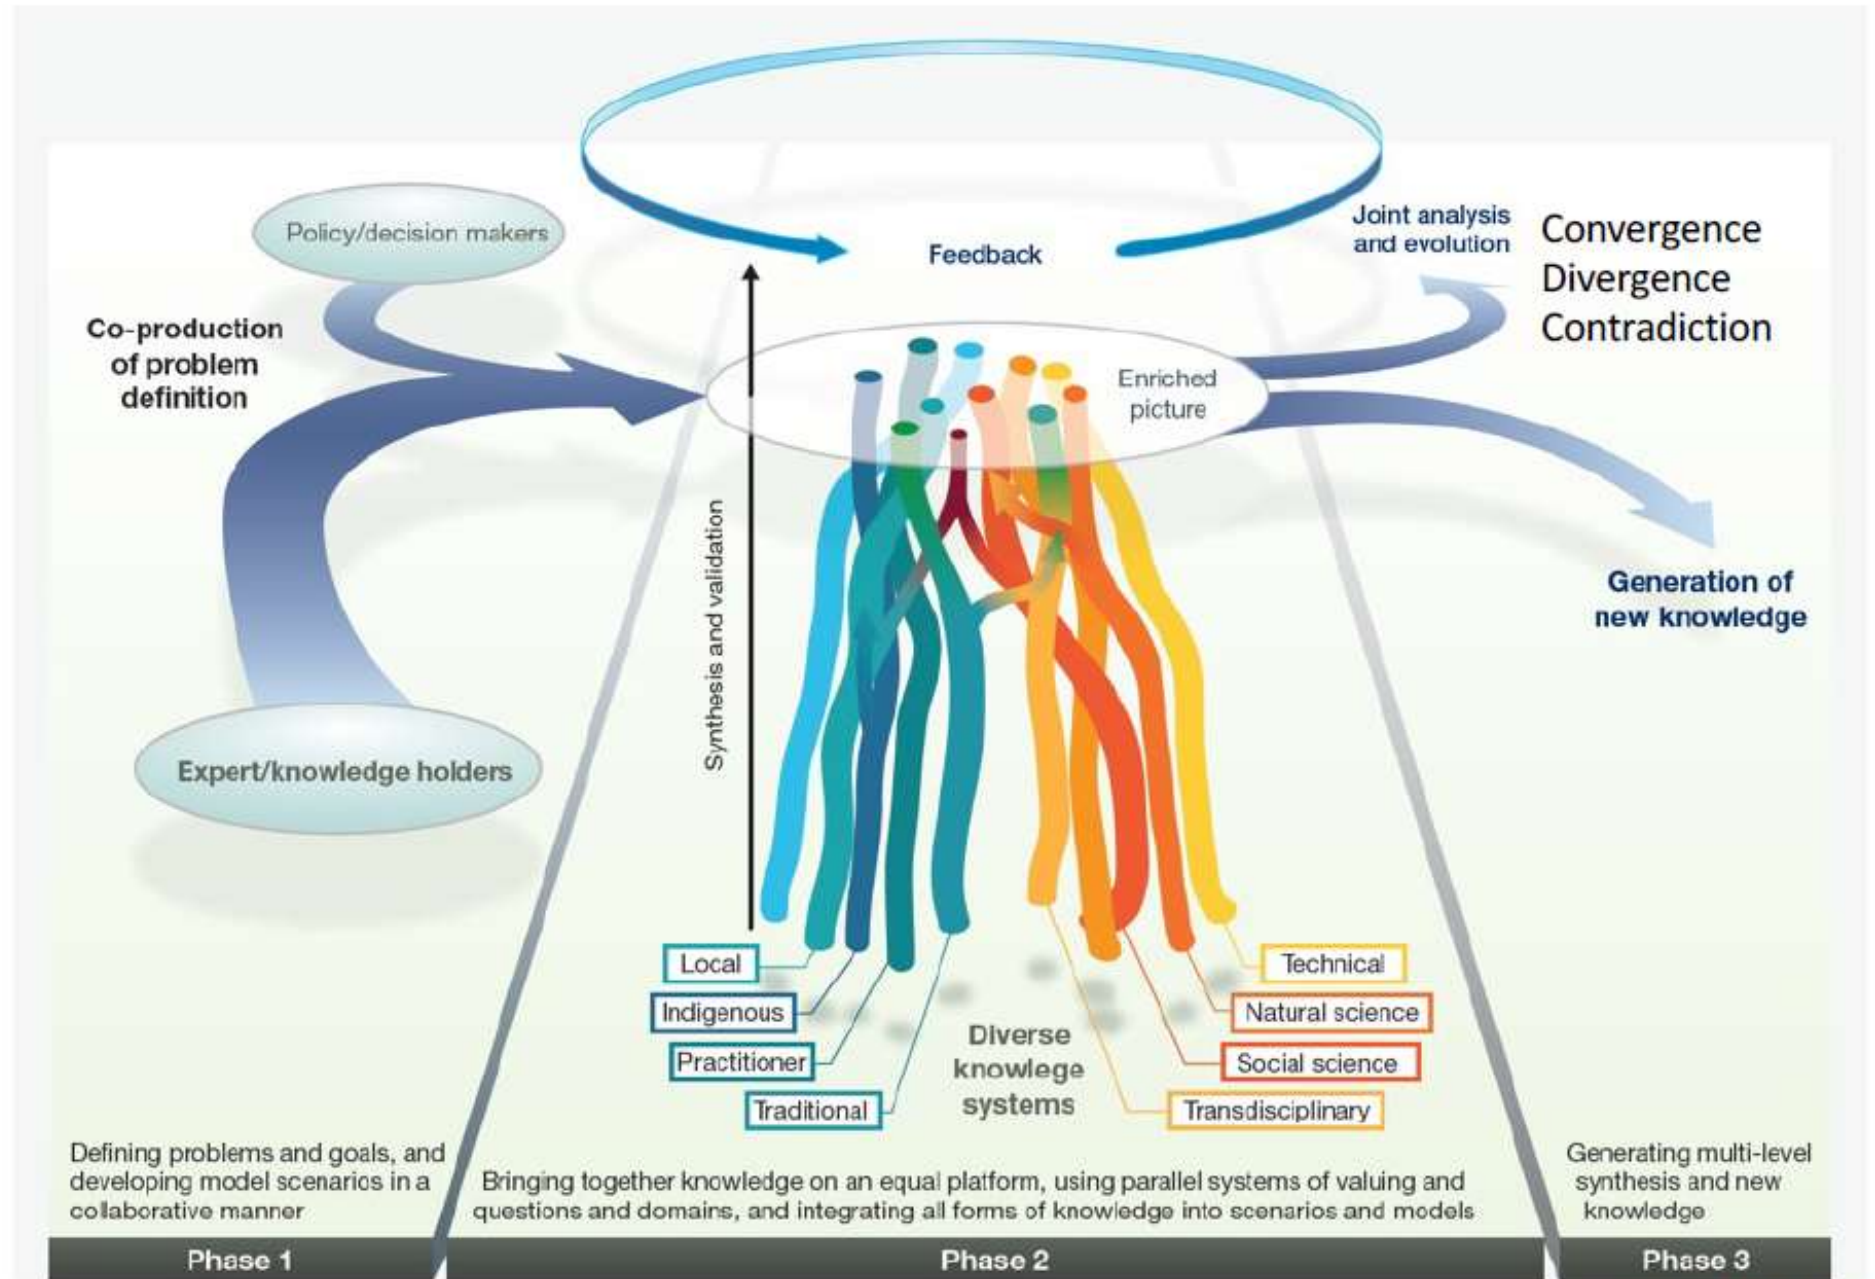 Policy/decision makers
Co-production
of problem
definition
Expert/knowledge holders
Feedback
Joint analysis
and evolution
Convergence
Divergence
Contradiction
Enriched
picture
Generation of
new knowledge
Synthesis and validation
Local
Indigenous
Practitioner
Traditional
Diverse
knowlege
systems
Technical
Natural science
Social science
Transdisciplinary
Defining problems and goals, and
developing model scenarios in a
collaborative manner
Bringing together knowledge on an equal platform, using parallel systems of valuing and
questions and domains, and integrating all forms of knowledge into scenarios and models
Generating multi-level
synthesis and new
knowledge
Phase 1
Phase 2
Phase 3